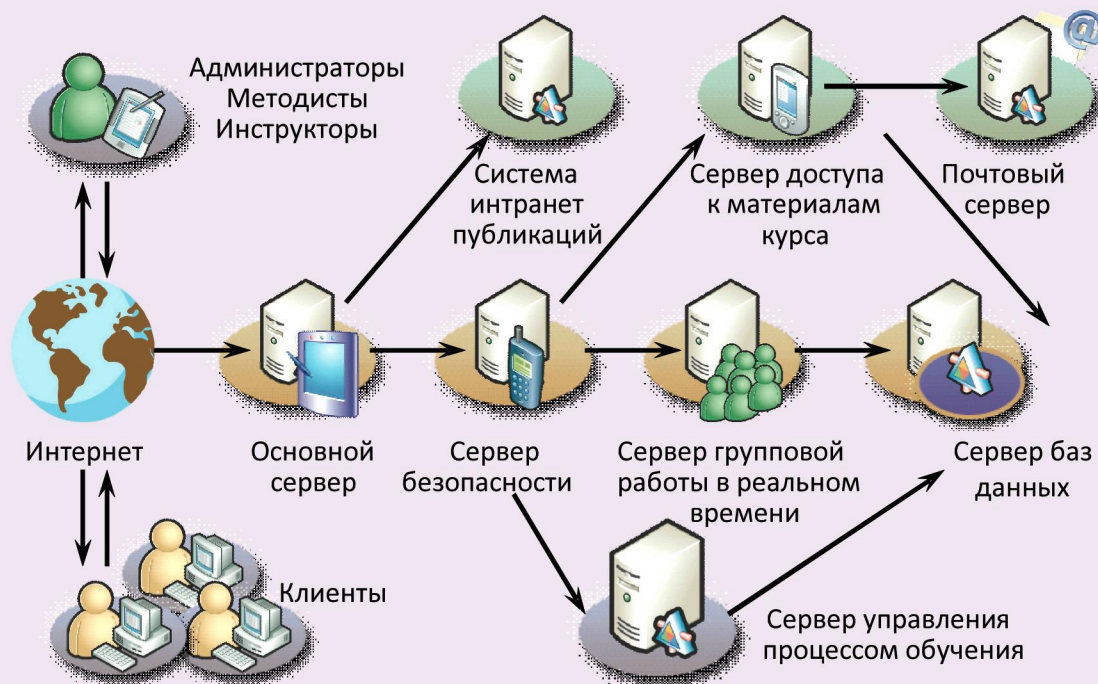 Администраторы
Методисты
Инструкторы
Система
интранет
публикаций
Сервер доступа
к материалам
курса
Почтовый
сервер
@
Интернет
Основной
сервер
Сервер
безопасности
Сервер групповой
работы в реальном
времени
Сервер баз
данных
Клиенты
Сервер управления
процессом обучения